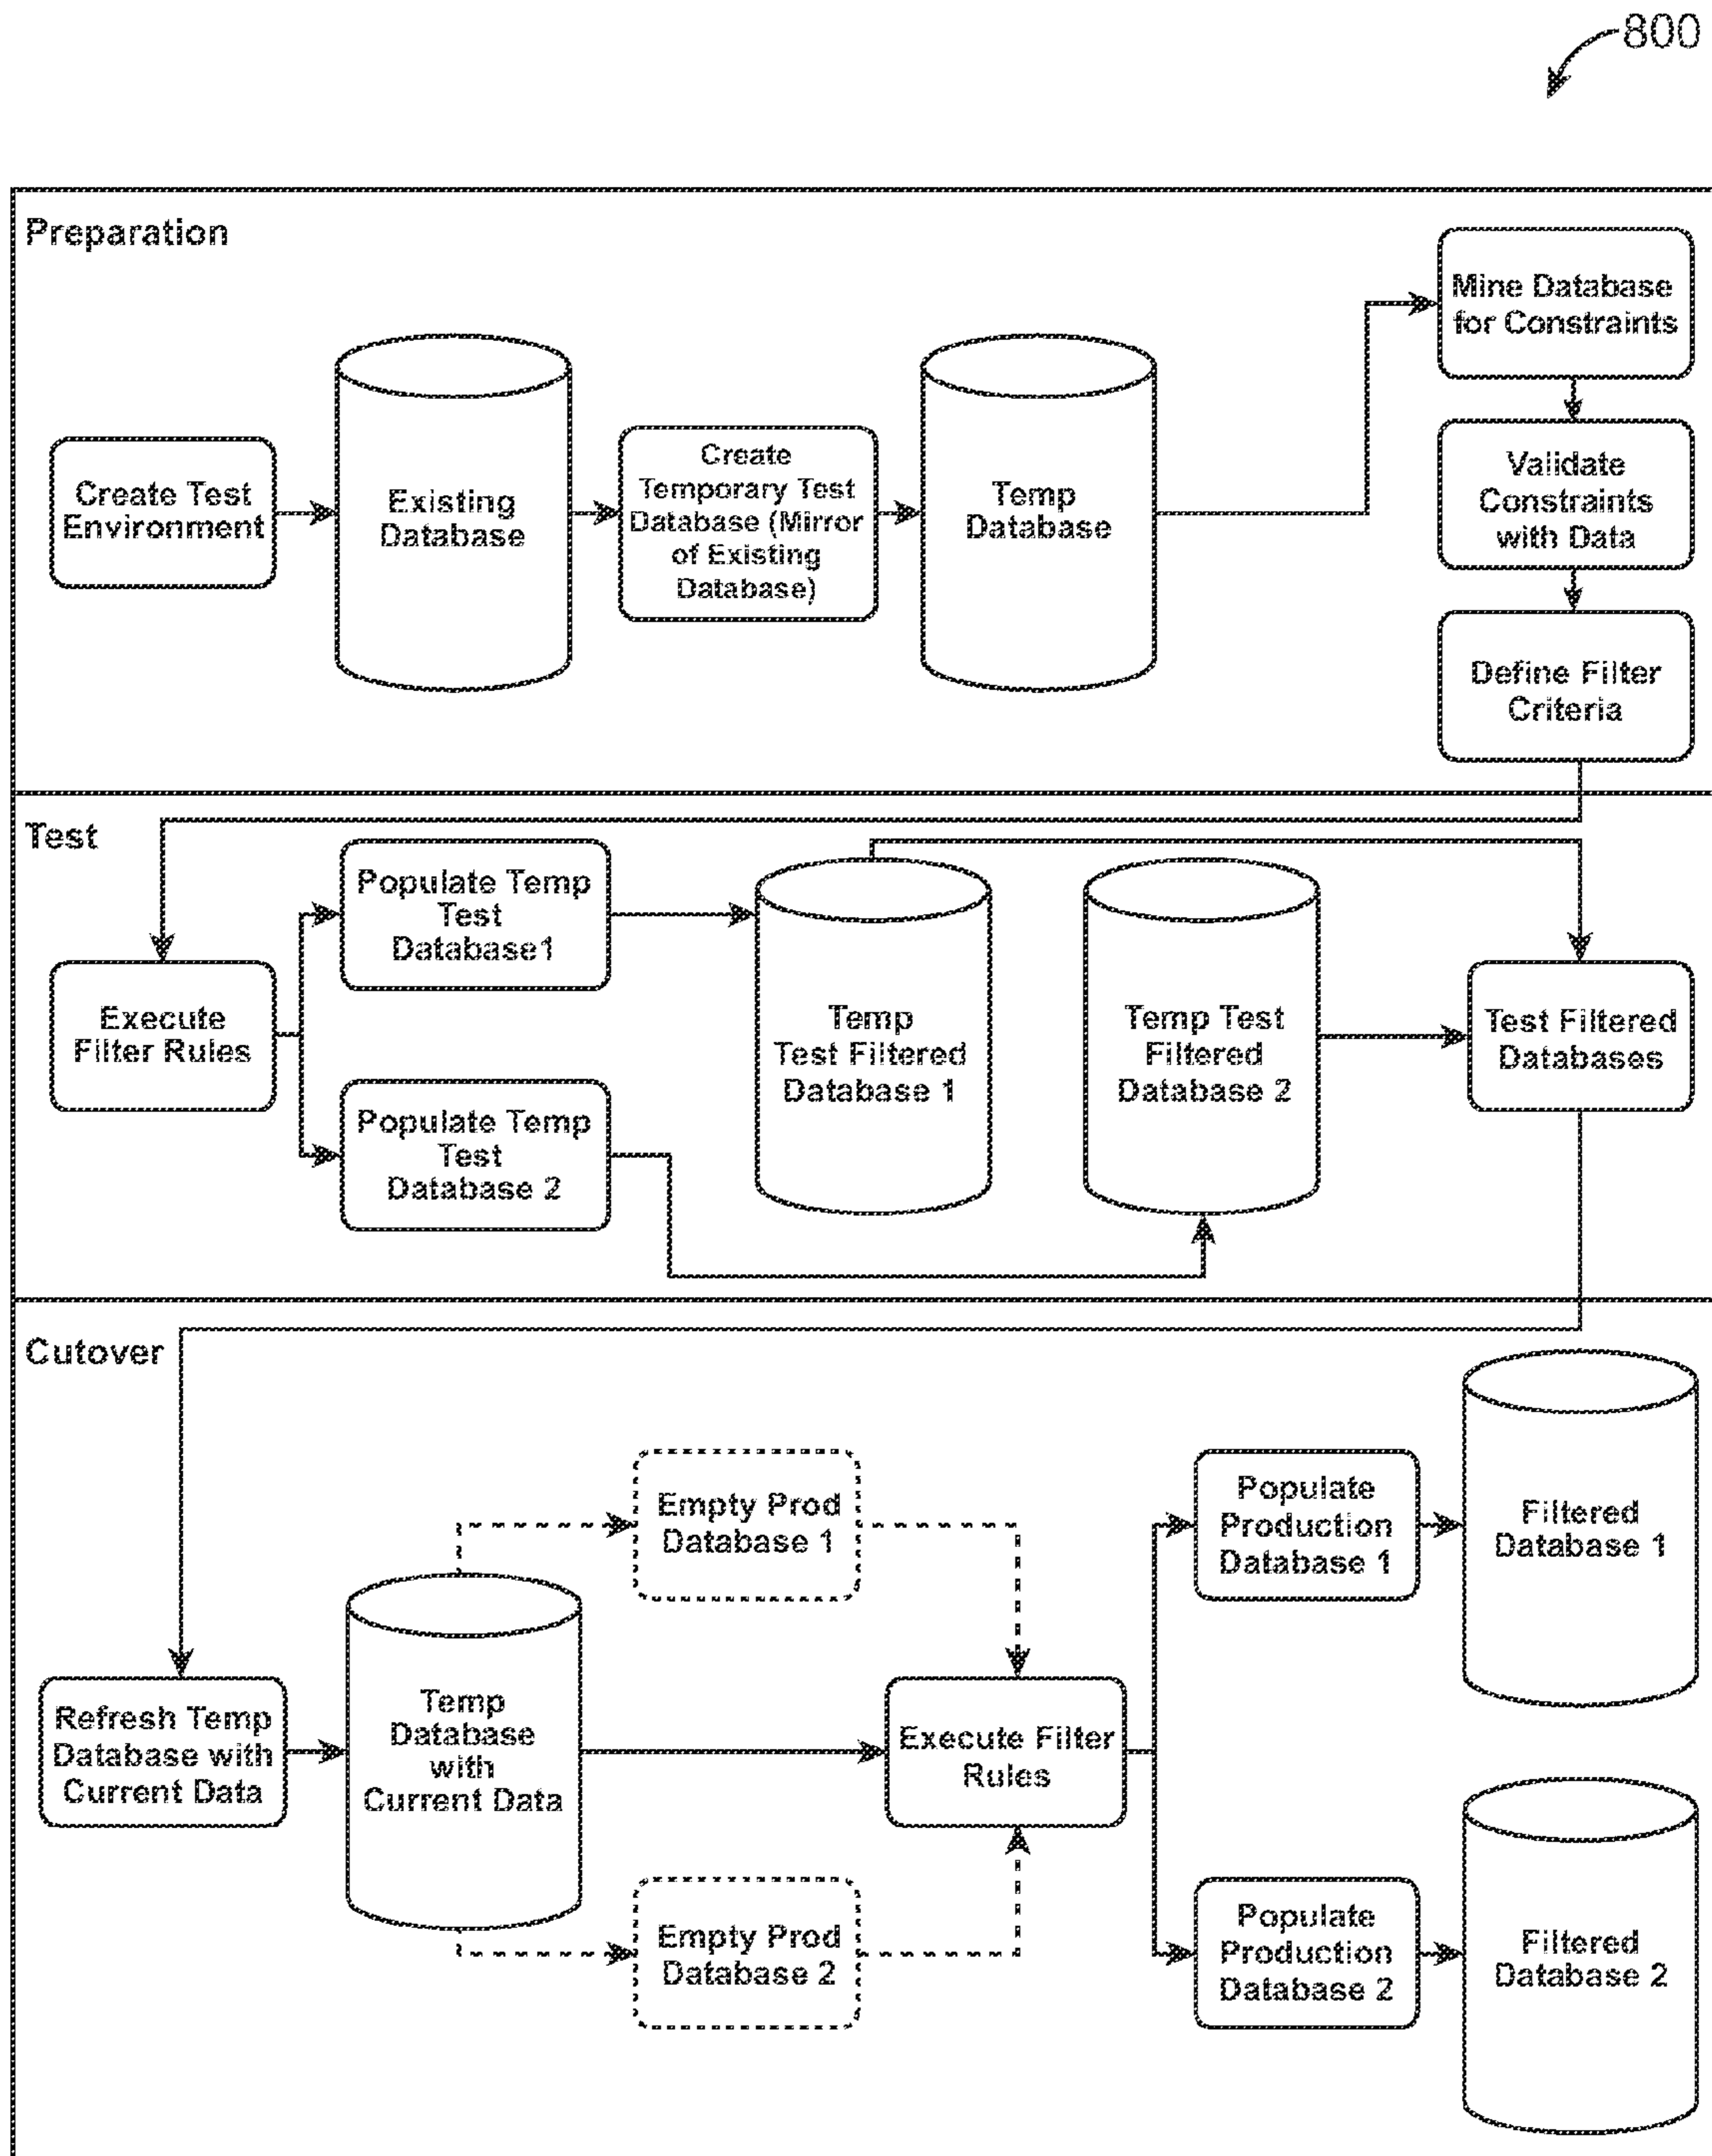 800
Preparation
Create Test
Environment
Existing
Database
Create
Temporary Test
Database (Mirror
of Existing
Database)
Temp
Database
Mine Database
for Constraints
Validate
Constraints
with Data
Define Filter
Criteria
Test
Execute
Filter Rules
Populate Temp
Test
Database1
Populate Temp
Test
Database 2
Temp
Test Filtered
Database 1
Temp Test
Filtered
Database 2
Test Filtered
Databases
Cutover
Refresh Temp
Database with
Current Data
Temp
Database
with
Current Data
Empty Prod
Database 1
Empty Prod
Database 2
Execute Filter
Rules
Populate
Production
Database 1
Filtered
Database 1
Populate
Production
Database 2
Filtered
Database 2